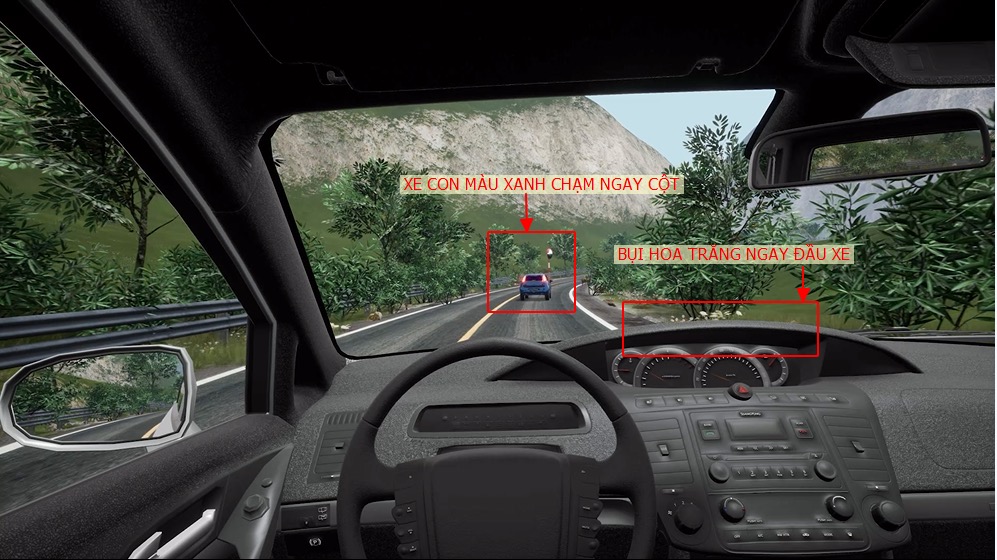 XE CON MÀU XANH CHẠM NGAY CỘT
BỤI HOA TRẮNG NGAY ĐẦU XE